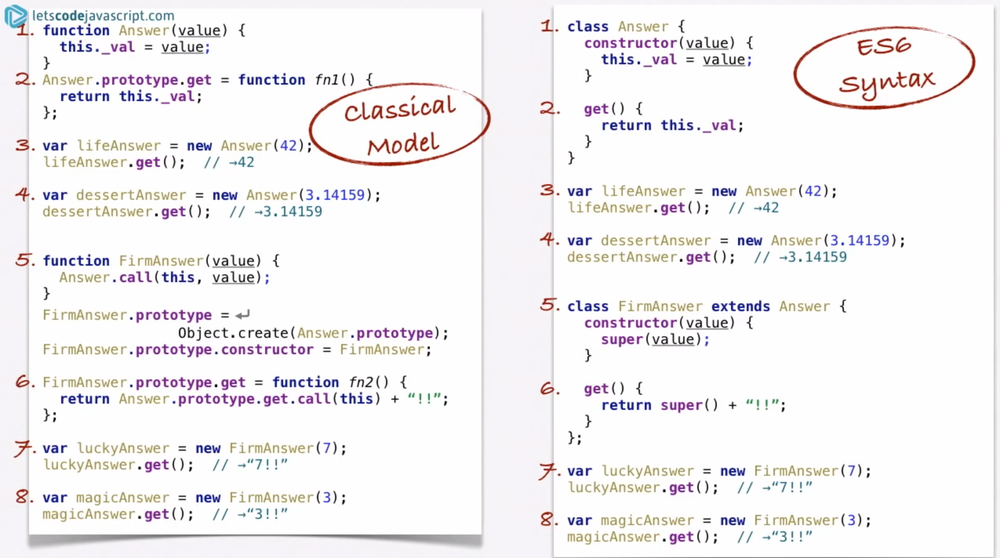 letscodejavascript.com
1. function Answer(value) {
this._val = value;
}
2. Answer.prototype.get = function fn1() {
return this._val;
};
3. var lifeAnswer = new Answer(42);
lifeAnswer.get(); // →42
4. var dessertAnswer = new Answer(3.14159);
dessertAnswer.get(); // →3.14159
5. function FirmAnswer(value) {
Answer.call(this, value);
}
FirmAnswer.prototype = ↵
Object.create(Answer.prototype);
FirmAnswer.prototype.constructor = FirmAnswer;
6. FirmAnswer.prototype.get = function fn2() {
return Answer.prototype.get.call(this) + “!!”;
};
7. var luckyAnswer = new FirmAnswer(7);
luckyAnswer.get(); // →“7!!”
8. var magicAnswer = new FirmAnswer(3);
magicAnswer.get(); // →“3!!”
Classical
Model
1. class Answer {
constructor(value) {
this._val = value;
}
2. get() {
return this._val;
}
}
3. var lifeAnswer = new Answer(42);
lifeAnswer.get(); // →42
4. var dessertAnswer = new Answer(3.14159);
dessertAnswer.get(); // →3.14159
5. class FirmAnswer extends Answer {
constructor(value) {
super(value);
}
6. get() {
return super() + “!!”;
}
};
7. var luckyAnswer = new FirmAnswer(7);
luckyAnswer.get(); // →“7!!”
8. var magicAnswer = new FirmAnswer(3);
magicAnswer.get(); // →“3!!”
ES6
Syntax